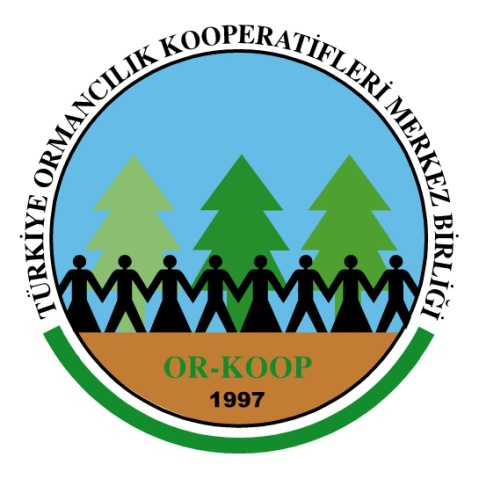 TÜRKİYE ORMANCILIK KOOPERATİFLERİ MERKEZ BİRLİĞİ
OR-KOOP
1997